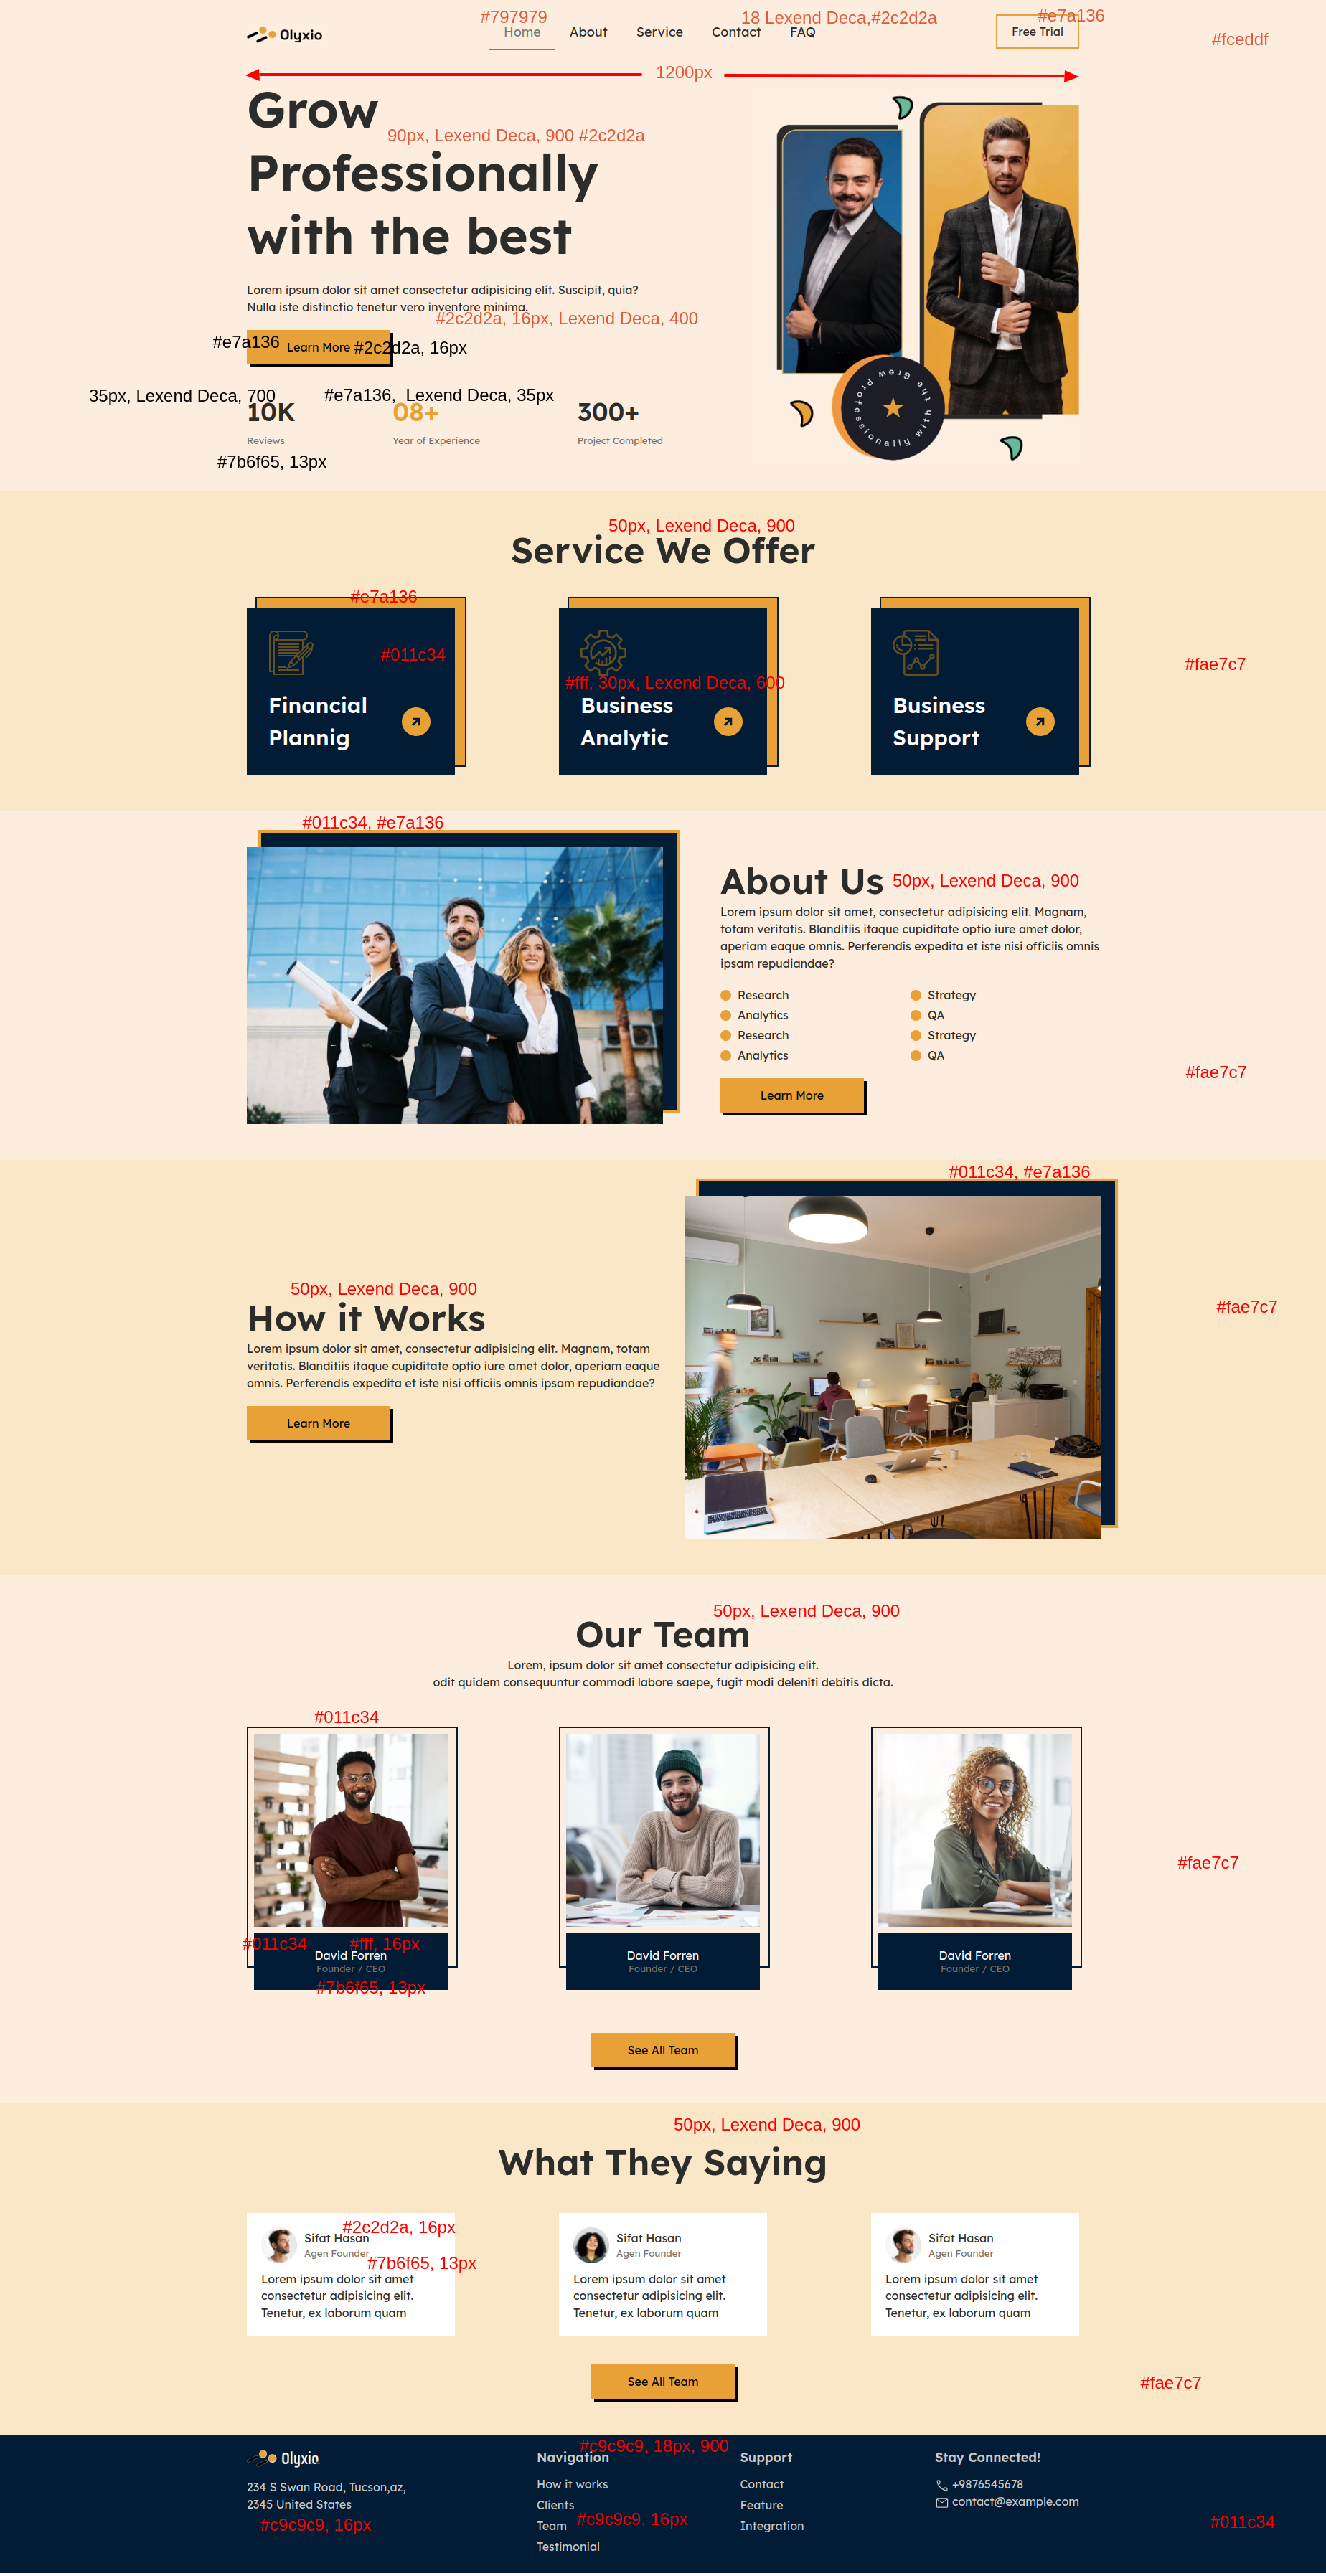 #797979
18 Lexend Deca,#2c2d2a
#e7a136
Olyxio
Home
About
Service
Contact
FAQ
Free Trial
#fceddf
1200px
Grow
90px, Lexend Deca, 900 #2c2d2a
Professionally
with the best
Lorem ipsum dolor sit amet consectetur adipisicing elit. Suscipit, quia?
Nulla iste distinctio tenetur vero inventore minima.
#2c2d2a, 16px, Lexend Deca, 400
#e7a136
Learn More
#2c2d2a, 16px
35px, Lexend Deca, 700
#e7a136, Lexend Deca, 35px
10K
08+
300+
Reviews
Year of Experience
Project Completed
#7b6f65, 13px
Grow Professionally with the
50px, Lexend Deca, 900
Service We Offer
#e7a136
#011c34
#fff, 30px, Lexend Deca, 600
#fae7c7
Financial
Plannig
Business
Analytic
Business
Support
#011c34, #e7a136
About Us
50px, Lexend Deca, 900
Lorem ipsum dolor sit amet, consectetur adipisicing elit. Magnam,
totam veritatis. Blanditiis itaque cupiditate optio iure amet dolor,
aperiam eaque omnis. Perferendis expedita et iste nisi officiis omnis
ipsam repudiandae?
Research
Strategy
Analytics
QA
Research
Strategy
Analytics
QA
#fae7c7
Learn More
#011c34, #e7a136
50px, Lexend Deca, 900
#fae7c7
How it Works
Lorem ipsum dolor sit amet, consectetur adipisicing elit. Magnam, totam
veritatis. Blanditiis itaque cupiditate optio iure amet dolor, aperiam eaque
omnis. Perferendis expedita et iste nisi officiis omnis ipsam repudiandae?
Learn More
50px, Lexend Deca, 900
Our Team
Lorem, ipsum dolor sit amet consectetur adipisicing elit.
odit quidem consequuntur commodi labore saepe, fugit modi deleniti debitis dicta.
#011c34
#fae7c7
#011c34
#fff, 16px
David Forren
Founder / CEO
#7b6f65, 13px
David Forren
Founder / CEO
David Forren
Founder / CEO
See All Team
50px, Lexend Deca, 900
What They Saying
#2c2d2a, 16px
Sifat Hasan
Agen Founder
#7b6f65, 13px
Lorem ipsum dolor sit amet
consectetur adipisicing elit.
Tenetur, ex laborum quam
Sifat Hasan
Agen Founder
Lorem ipsum dolor sit amet
consectetur adipisicing elit.
Tenetur, ex laborum quam
Sifat Hasan
Agen Founder
Lorem ipsum dolor sit amet
consectetur adipisicing elit.
Tenetur, ex laborum quam
See All Team
#fae7c7
Olyxio
234 S Swan Road, Tucson,az,
2345 United States
#c9c9c9, 16px
#c9c9c9, 18px, 900
Navigation
How it works
Clients
Team
Testimonial
#c9c9c9, 16px
Support
Contact
Feature
Integration
Stay Connected!
+9876545678
contact@example.com
#011c34